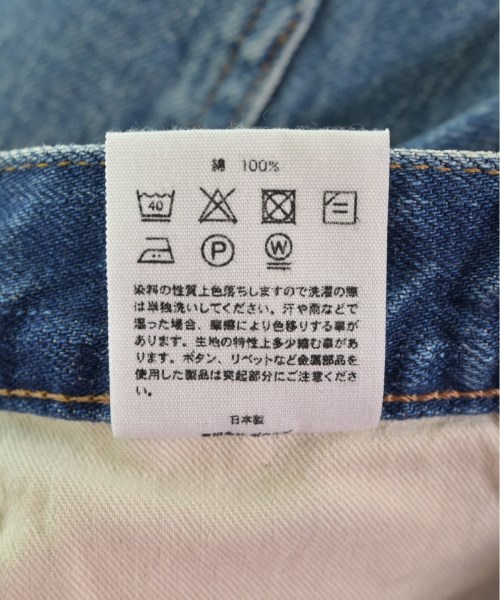 綿 100%
40
P W
染料の性質上色落ちしますので洗濯の際
は単独洗いしてください。汗や雨などで
湿った場合、摩擦により色移りする事が
あります。生地の特性上多少縮む事があ
ります。ボタン、リベットなど金属部品を
使用した製品は突起部分にご注意くださ
い。
日本製